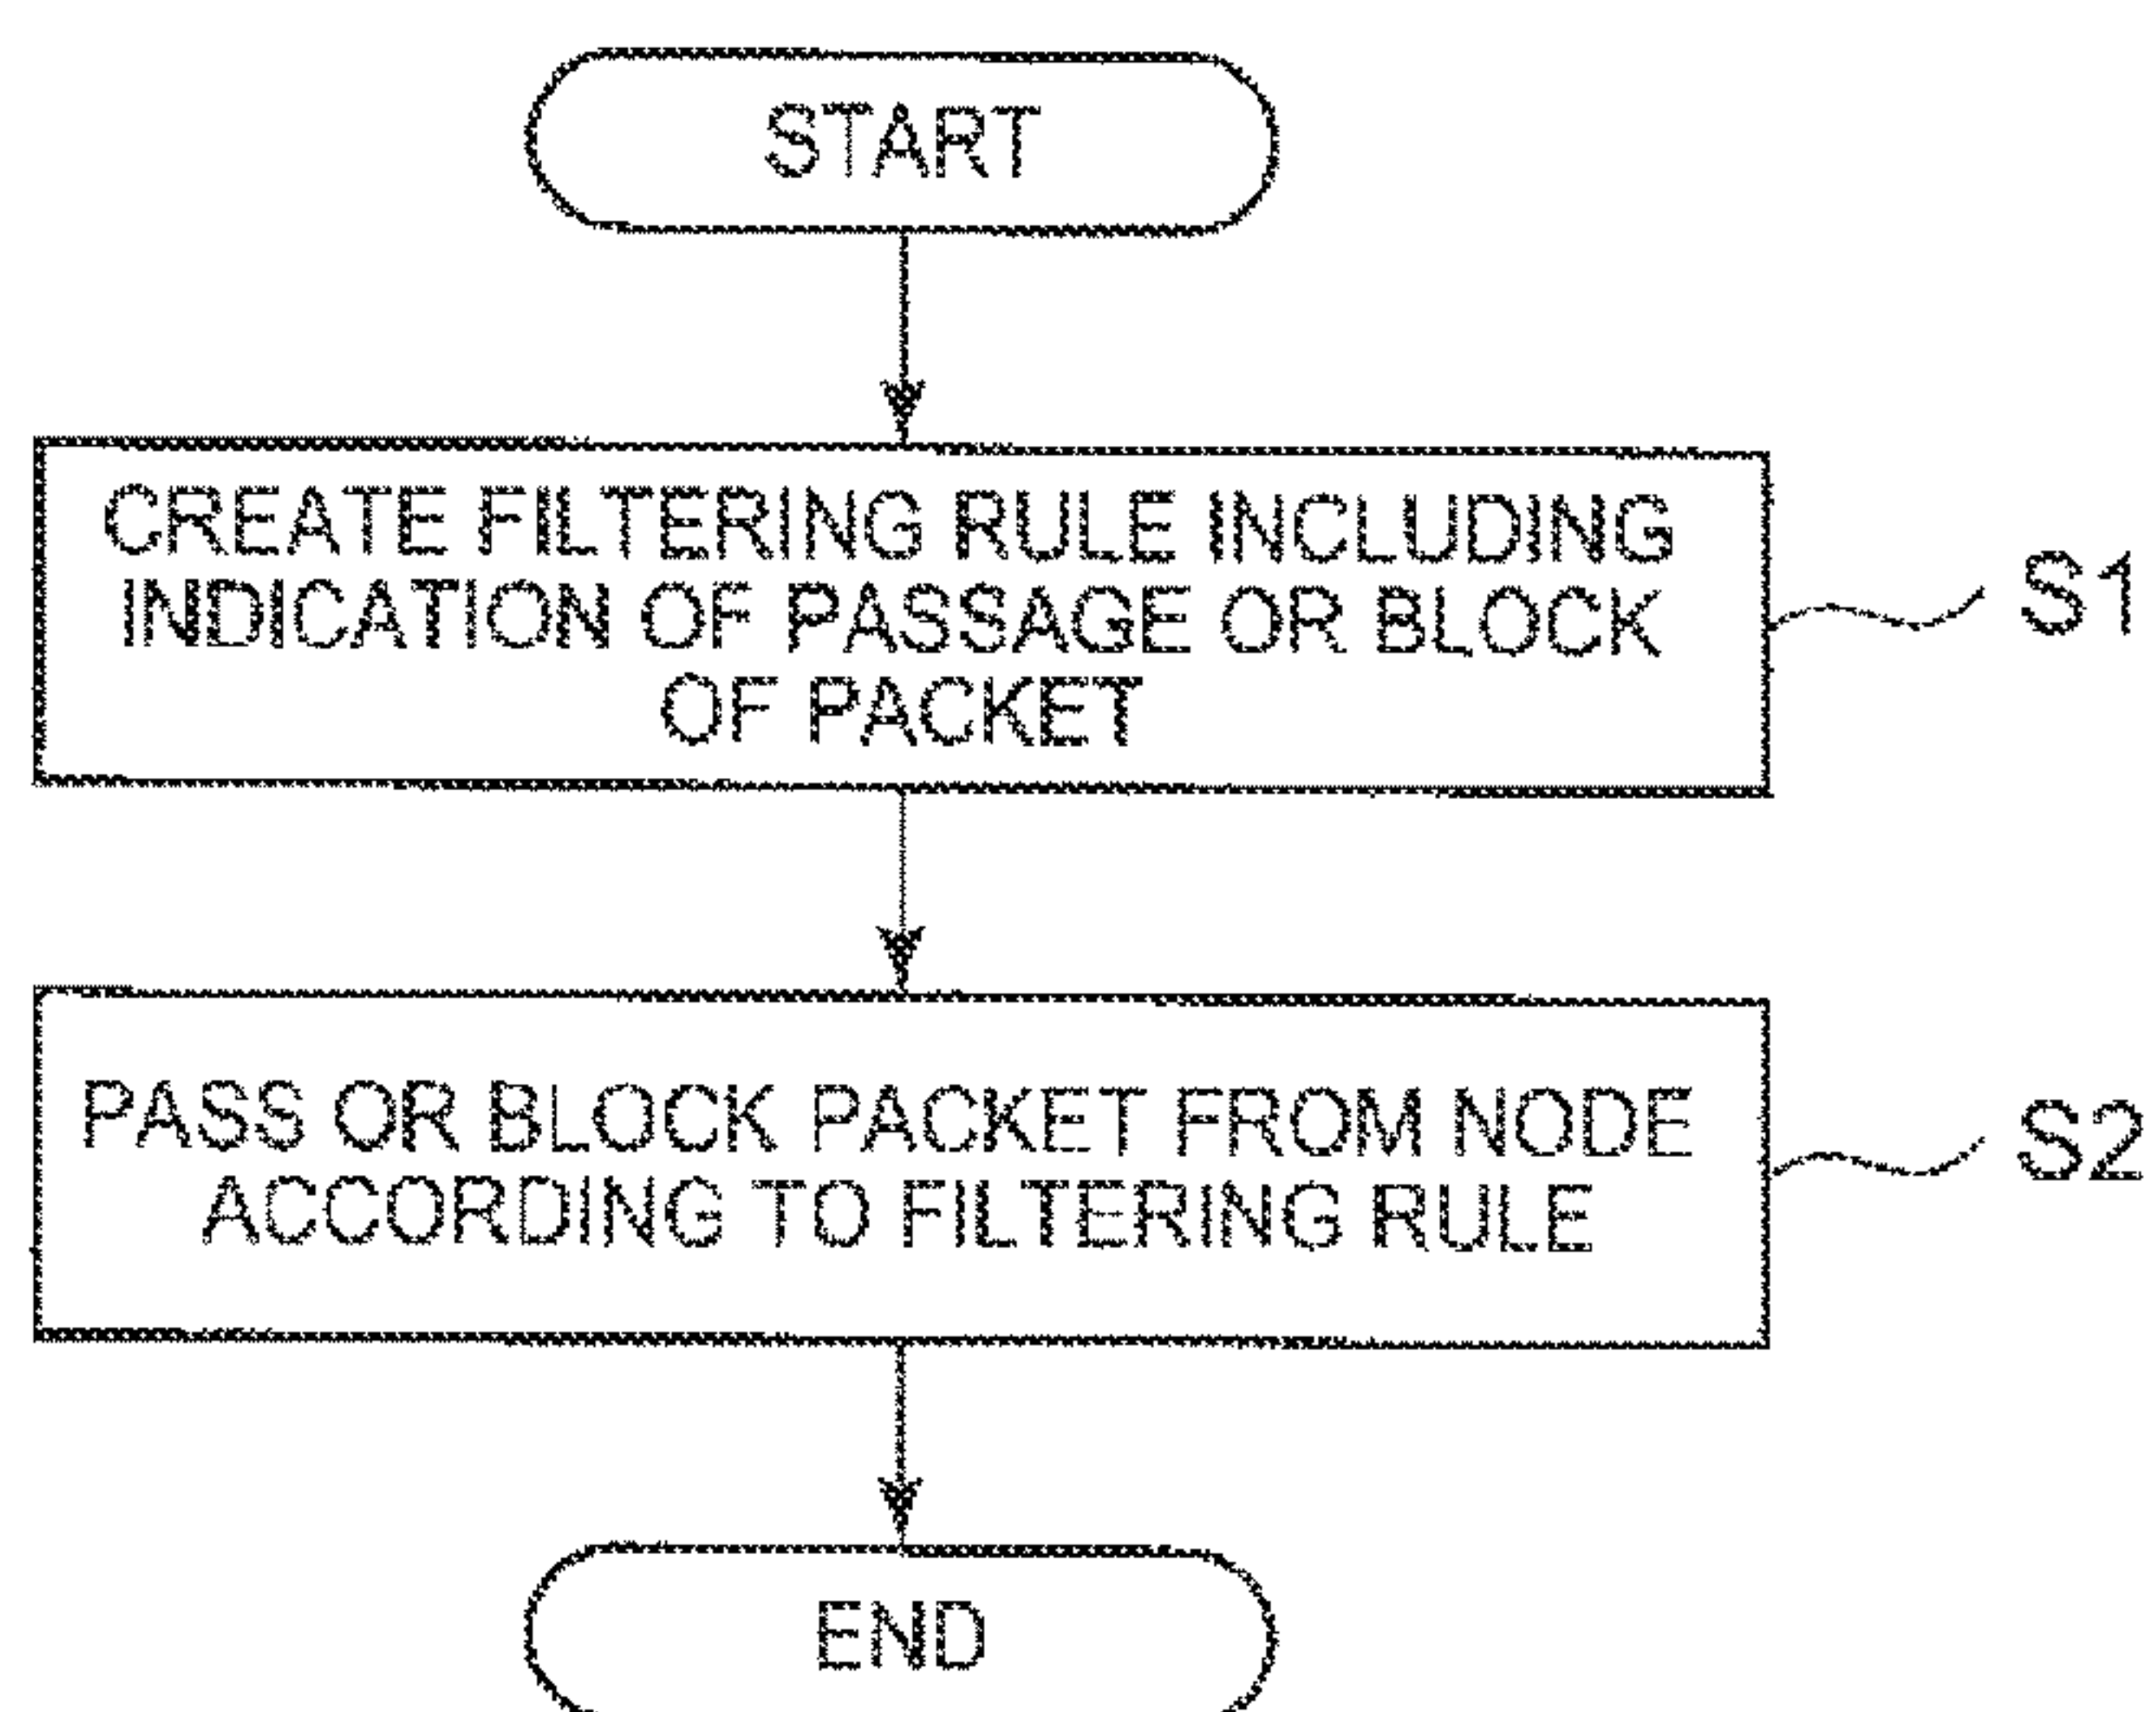 START
CREATE FILTERING RULE INCLUDING
INDICATION OF PASSAGE OR BLOCK
OF PACKET
S1
PASS OR BLOCK PACKET FROM NODE
ACCORDING TO FILTERING RULE
S2
END